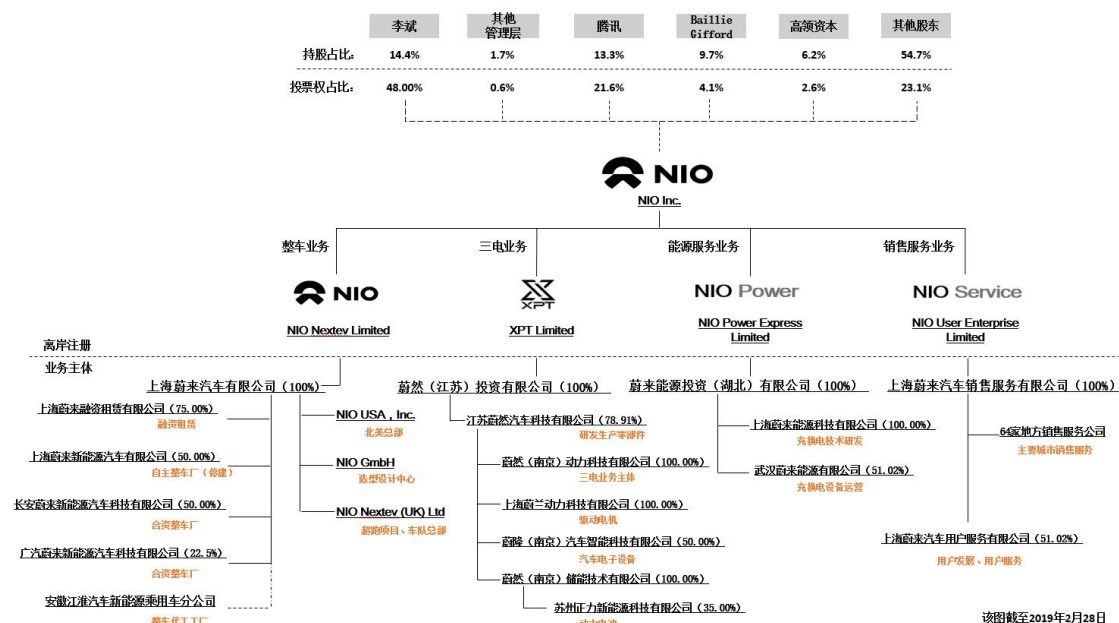 李斌 其他管理层 腾讯 Baillie Gifford 高领资本 其他股东
持股占比： 14.4% 1.7% 13.3% 9.7% 6.2% 54.7%
投票权占比： 48.00% 0.6% 21.6% 4.1% 2.6% 23.1%
NIO
NIO Inc.
整车业务 三电业务 能源服务业务 销售服务业务
NIO XPT NIO Power NIO Service
NIO Nextev Limited
XPT Limited
NIO Power Express
Limited
NIO User Enterprise
Limited
离岸注册
业务主体
上海蔚来汽车有限公司（100%）
上海蔚来融资租赁有限公司（75.00%）
融资租赁
上海蔚来新能源汽车有限公司（50.00%）
自主整车厂（停建）
长安蔚来新能源汽车科技有限公司（50.00%）
合资整车厂
广汽蔚来新能源汽车科技有限公司（22.5%）
合资整车厂
安徽江淮汽车新能源乘用车分公司
整车代工工厂
NIO USA , Inc.
北美总部
NIO GmbH
造型设计中心
NIO Nextev (UK) Ltd
超跑项目、车队总部
蔚然（江苏）投资有限公司（100%）
江苏蔚然汽车科技有限公司（78.91%）
研发生产零部件
蔚然（南京）动力科技有限公司（100.00%）
三电业务主体
上海蔚兰动力科技有限公司（100.00%）
驱动电机
蔚隆（南京）汽车智能科技有限公司（50.00%）
汽车电子设备
蔚然（南京）储能技术有限公司（100.00%）
苏州正力新能源科技有限公司（35.00%）
动力电池
蔚来能源投资（湖北）有限公司（100%）
上海蔚来能源科技有限公司（100.00%）
充换电技术研发
武汉蔚来能源有限公司（51.02%）
充换电设备运营
上海蔚来汽车销售服务有限公司（100%）
64家地方销售服务公司
主要城市销售服务
上海蔚来汽车用户服务有限公司（51.02%）
用户发展、用户服务
该图截至2019年2月28日